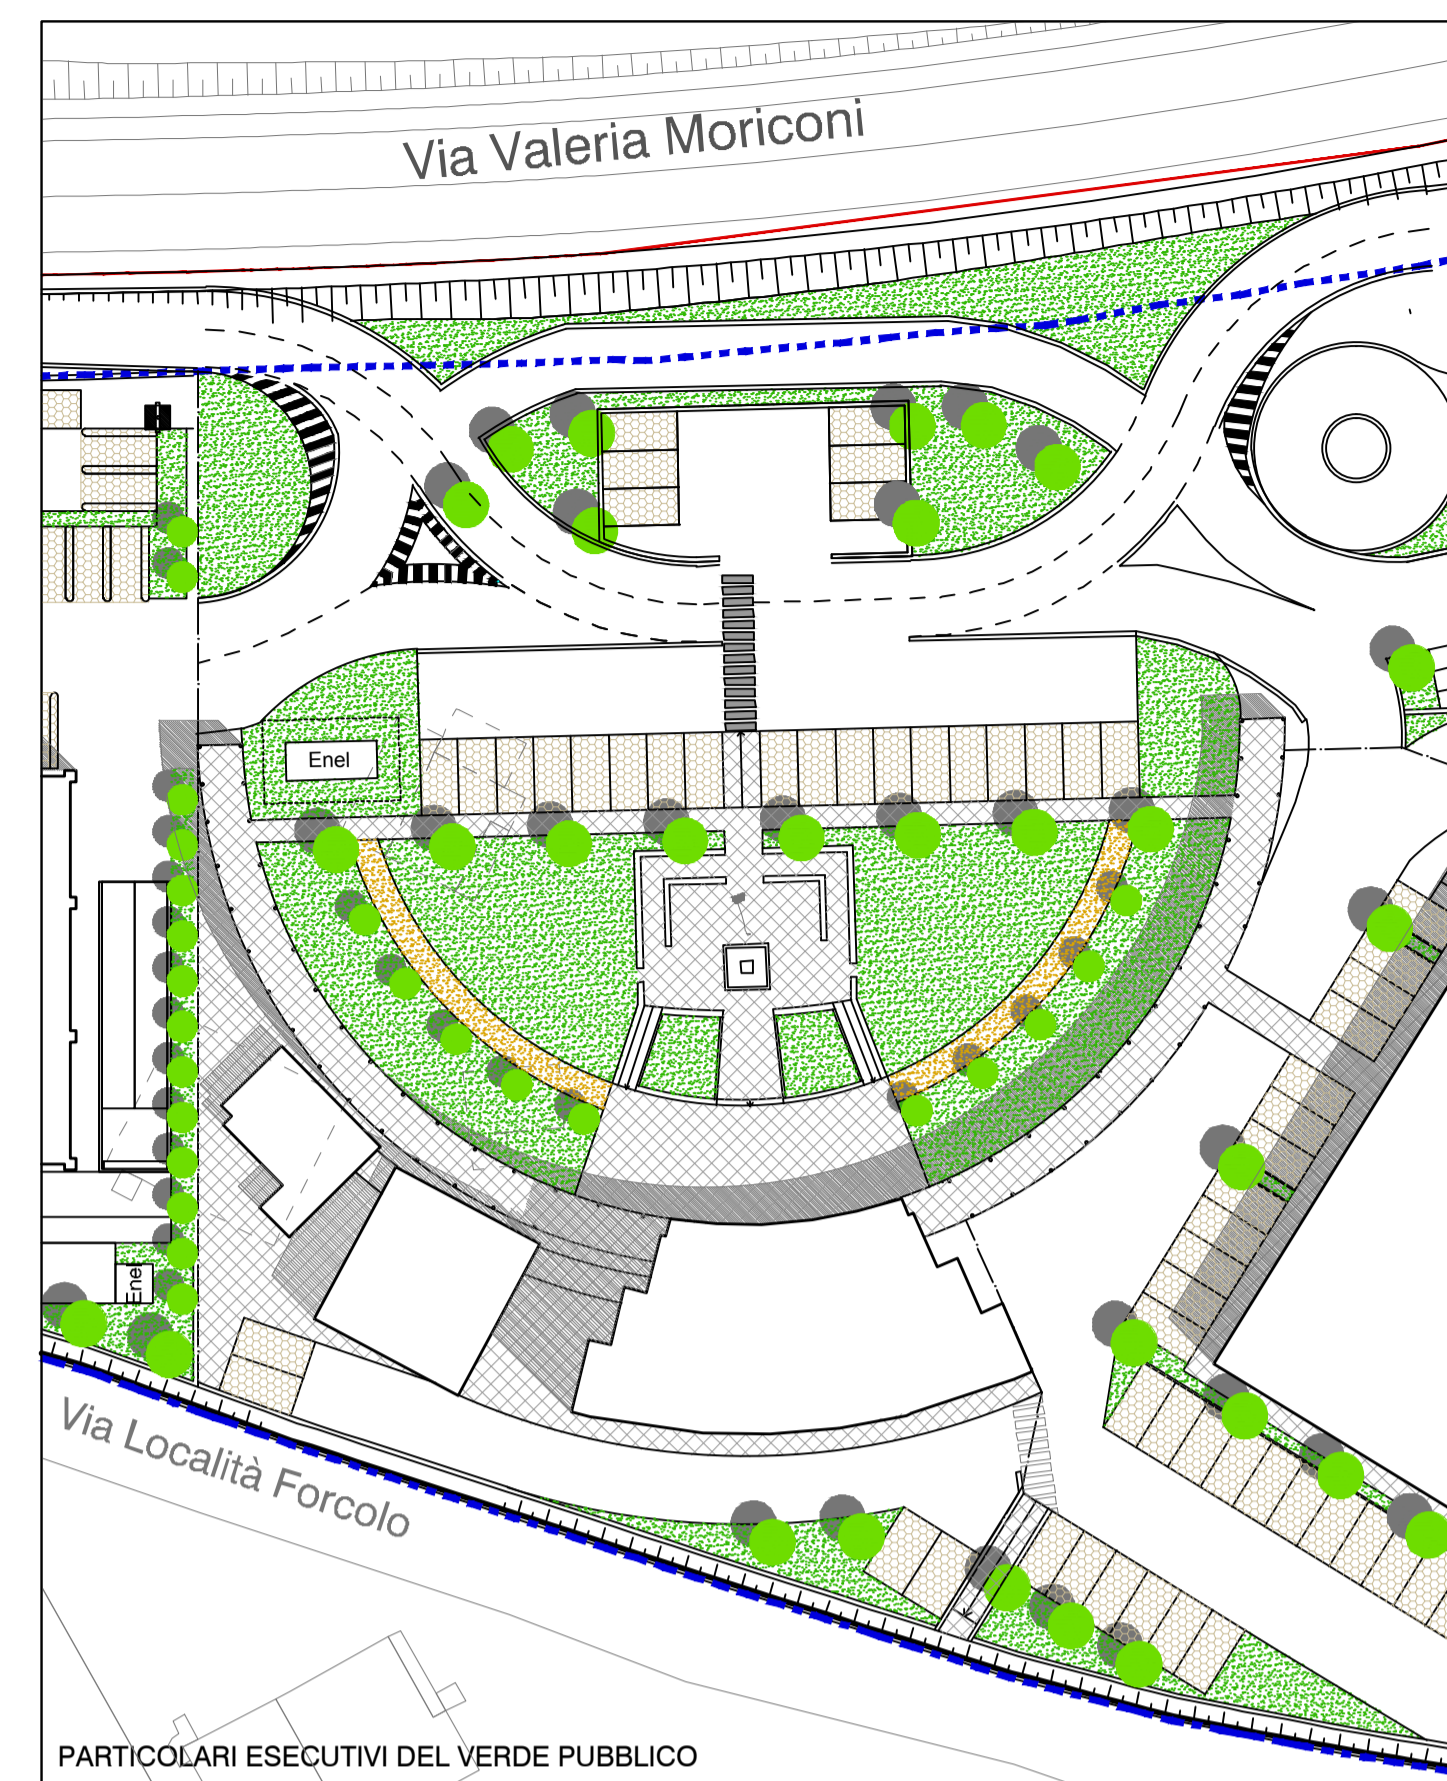 Via Valeria Moriconi
Enel
Enel
Via Località Forcolo
PARTICOLARI ESECUTIVI DEL VERDE PUBBLICO